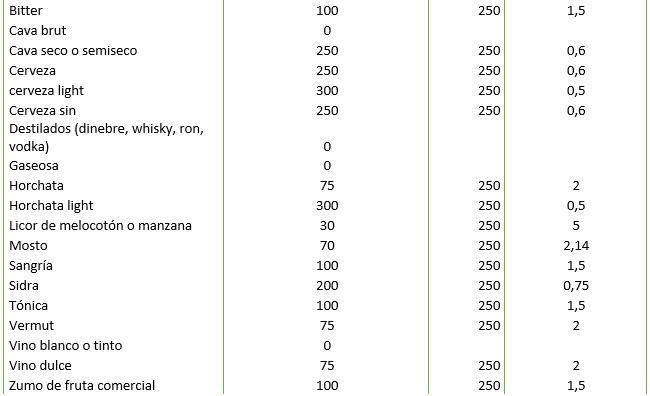 Bitter 100 250 1,5
Cava brut 0
Cava seco o semiseco 250 250 0,6
Cerveza 250 250 0,6
cerveza light 300 250 0,5
Cerveza sin 250 250 0,6
Destilados (dinebre, whisky, ron,
vodka) 0
Gaseosa 0
Horchata 75 250 2
Horchata light 300 250 0,5
Licor de melocotón o manzana 30 250 5
Mosto 70 250 2,14
Sangría 100 250 1,5
Sidra 200 250 0,75
Tónica 100 250 1,5
Vermut 75 250 2
Vino blanco o tinto 0
Vino dulce 75 250 2
Zumo de fruta comercial 100 250 1,5